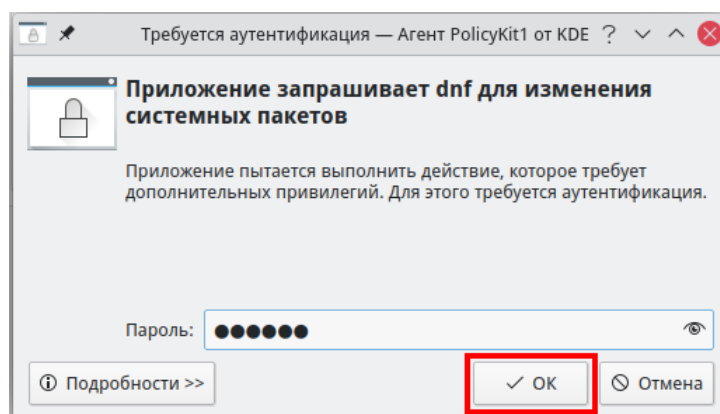 Требуется аутентификация — Агент PolicyKit1 от KDE
Приложение запрашивает dnf для изменения
системных пакетов
Приложение пытается выполнить действие, которое требует
дополнительных привилегий. Для этого требуется аутентификация.
Пароль: ●●●●●●
Подробности >> OK Отмена